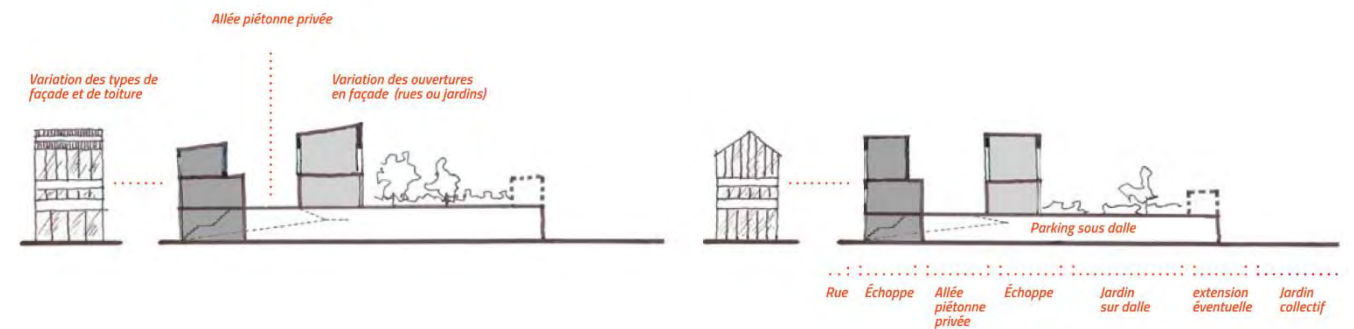 Allée piétonne privée
Variation des types de
façade et de toiture
Variation des ouvertures
en façade (rues ou jardins)
Parking sous dalle
Rue
Échoppe
Allée
piétonne
privée
Échoppe
Jardin
sur dalle
extension
éventuelle
Jardin
collectif